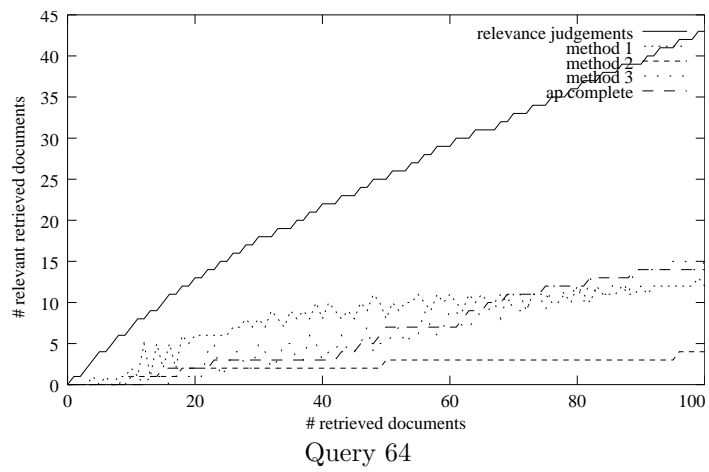 45
40
35
30
25
20
15
10
5
0
# relevant retrieved documents
relevance judgements
method 1
method 2
method 3
ap complete
0 20 40 60 80 100
# retrieved documents
Query 64